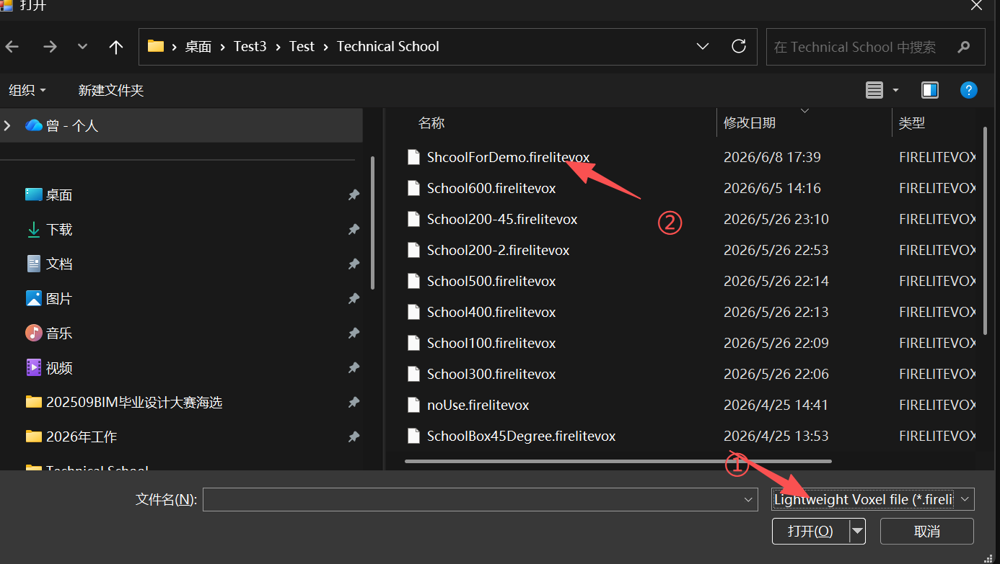 打开
桌面 › Test3 › Test › Technical School
在 Technical School 中搜索
组织
新建文件夹
?
曾 - 个人
桌面
下载
文档
图片
音乐
视频
202509BIM毕业设计大赛海选
2026年工作
Technical School
名称 修改日期 类型
ShcoolForDemo.firelitevox 2026/6/8 17:39 FIRELITEVOX
School600.firelitevox 2026/6/5 14:16 FIRELITEVOX
School200-45.firelitevox 2026/5/26 23:10 FIRELITEVOX
②
School200-2.firelitevox 2026/5/26 22:53 FIRELITEVOX
School500.firelitevox 2026/5/26 22:14 FIRELITEVOX
School400.firelitevox 2026/5/26 22:13 FIRELITEVOX
School100.firelitevox 2026/5/26 22:09 FIRELITEVOX
School300.firelitevox 2026/5/26 22:06 FIRELITEVOX
noUse.firelitevox 2026/4/25 14:41 FIRELITEVOX
SchoolBox45Degree.firelitevox 2026/4/25 13:53 FIRELITEVOX
①
文件名(N):
Lightweight Voxel file (*.fireli
打开(O)
取消